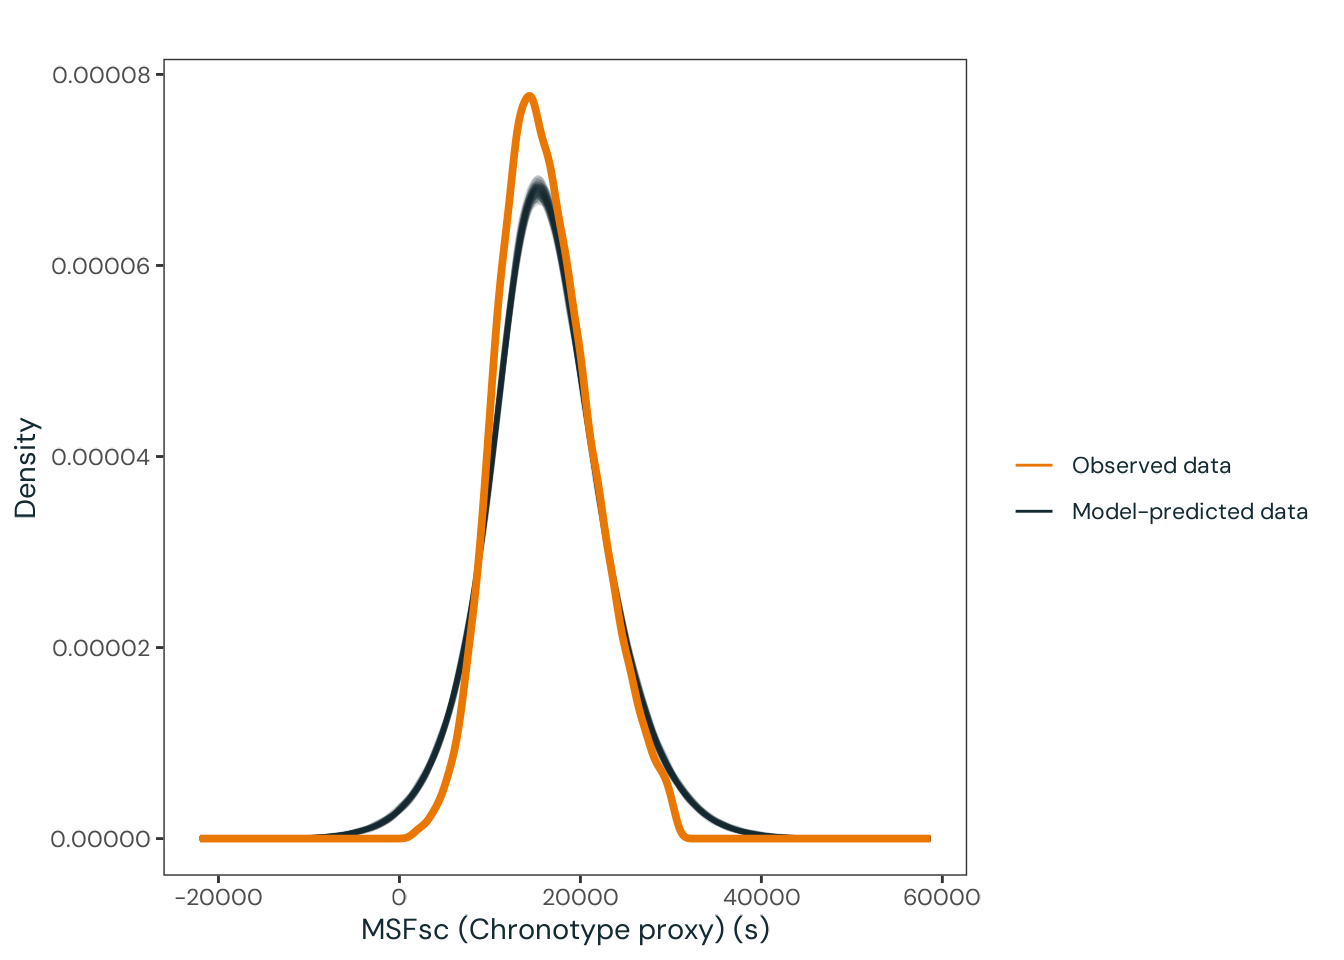 0.00008
0.00006
0.00004
0.00002
0.00000
Density
-20000
0
20000
40000
60000
MSFsc (Chronotype proxy) (s)
Observed data
Model-predicted data